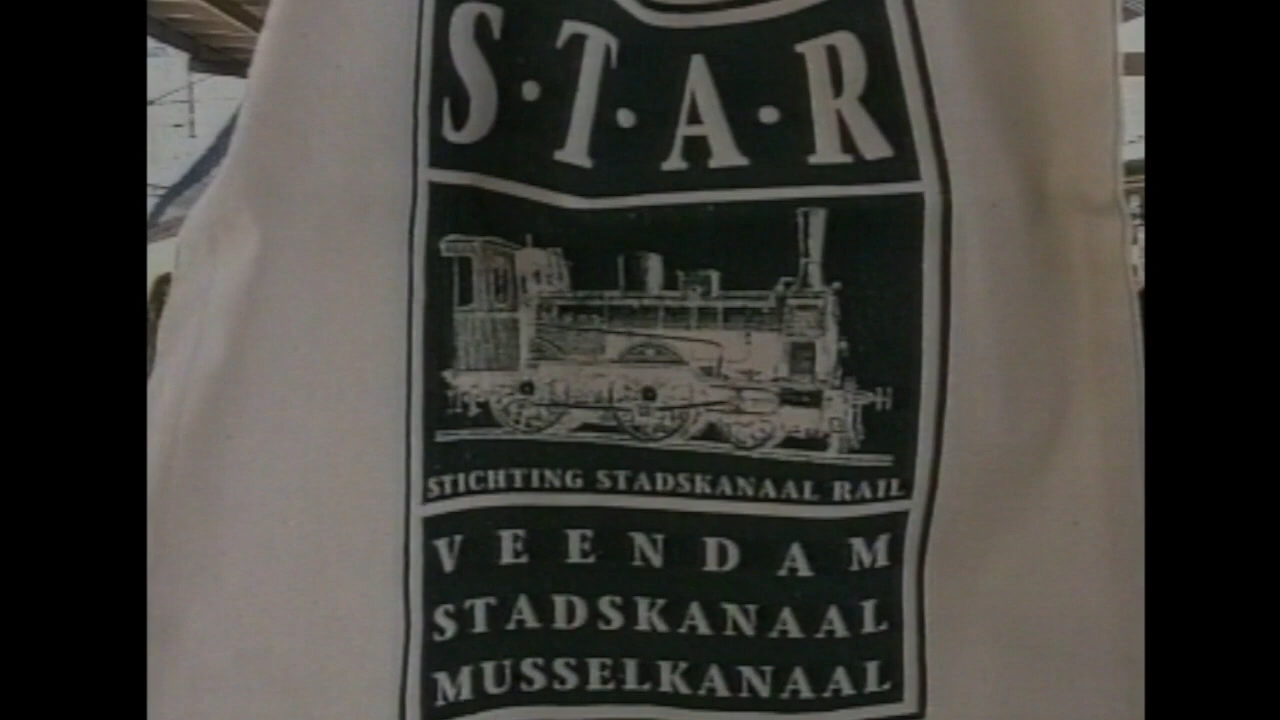 S·T·A·R
STICHTING STADSKANAAL RAIL
VEENDAM
STADSKANAAL
MUSSELKANAAL